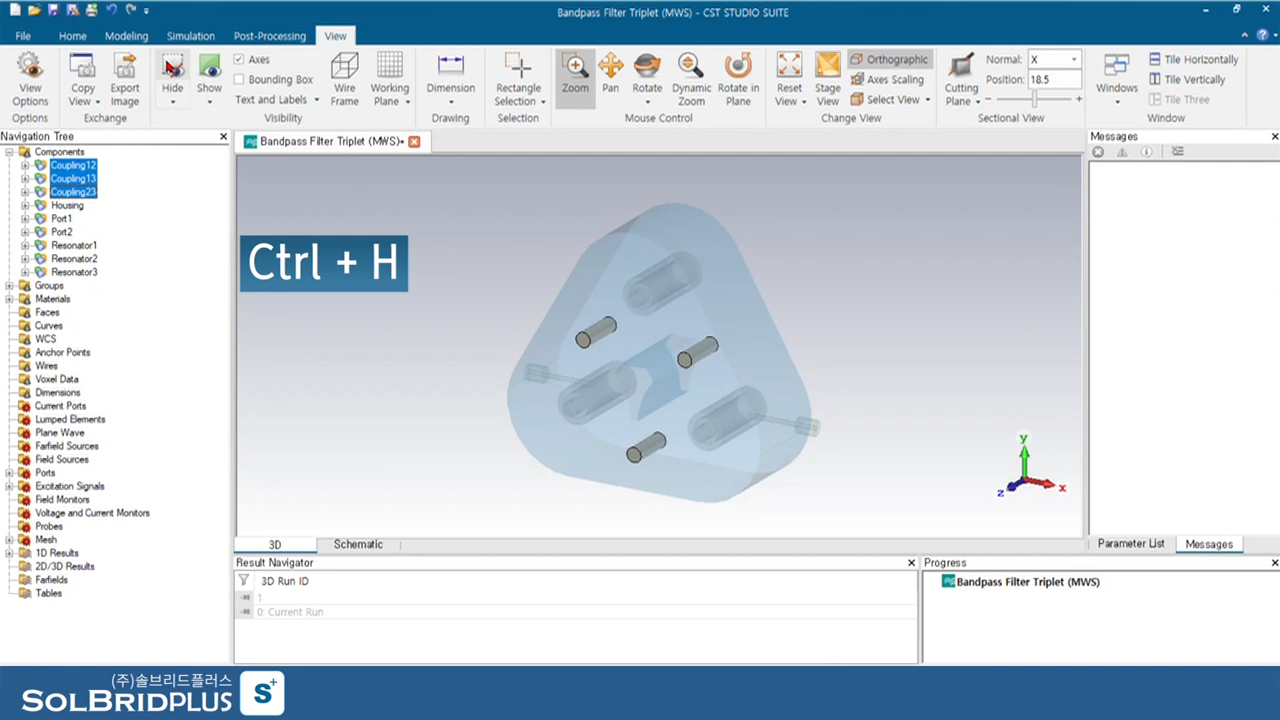 Bandpass Filter Triplet (MWS) - CST STUDIO SUITE
File Home Modeling Simulation Post-Processing View
View Options
Copy View
Export Image
Hide
Show
Axes
Bounding Box
Text and Labels
Wire Frame
Working Plane
Dimension
Rectangle Selection
Zoom
Pan
Rotate
Dynamic Zoom
Rotate in Plane
Reset View
Stage View
Orthographic
Axes Scaling
Select View
Cutting Plane
Normal: X
Position: 18.5
Windows
Tile Horizontally
Tile Vertically
Tile Three
Options Exchange Visibility Drawing Selection Mouse Control Change View Sectional View Window
Navigation Tree
Components
Coupling12
Coupling13
Coupling23
Housing
Port1
Port2
Resonator1
Resonator2
Resonator3
Groups
Materials
Faces
Curves
WCS
Anchor Points
Wires
Voxel Data
Dimensions
Current Ports
Lumped Elements
Plane Wave
Farfield Sources
Field Sources
Ports
Excitation Signals
Field Monitors
Voltage and Current Monitors
Probes
Mesh
1D Results
2D/3D Results
Farfields
Tables
Bandpass Filter Triplet (MWS)*
Ctrl + H
y
z
x
3D Schematic
Messages
Parameter List Messages
Result Navigator
3D Run ID
1
0: Current Run
Progress
Bandpass Filter Triplet (MWS)
(주)솔브리드플러스
SOLBRIDPLUS
S+